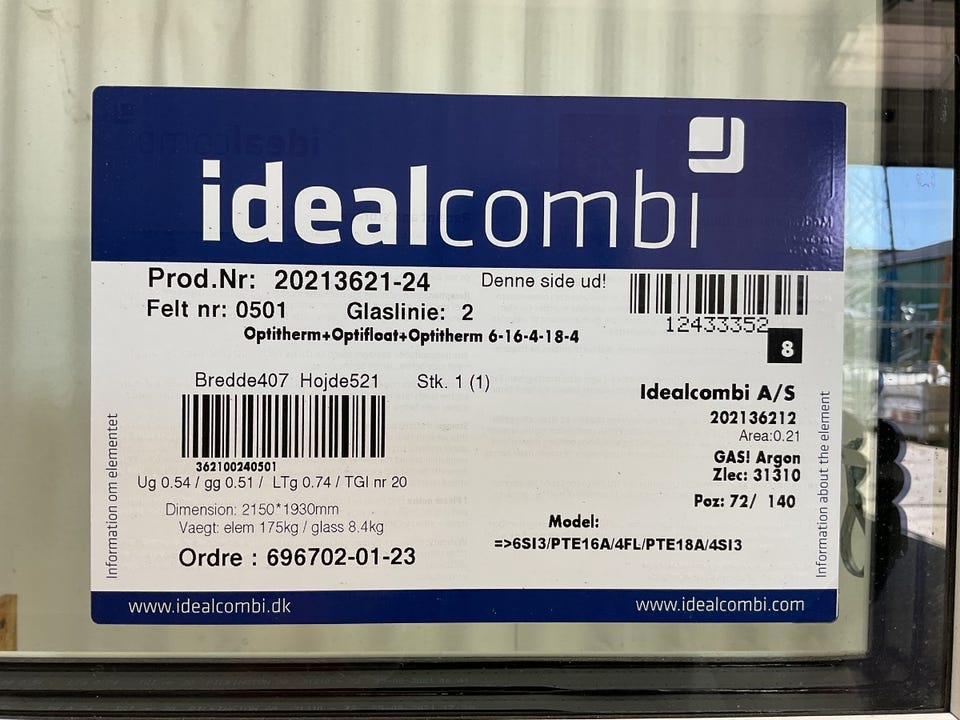 idealcombi
Prod.Nr: 20213621-24
Denne side ud!
Felt nr: 0501 Glaslinie: 2
12433352
Optitherm+Optifloat+Optitherm 6-16-4-18-4
8
Bredde407 Hojde521 Stk. 1 (1)
362100240501
Ug 0.54 / gg 0.51 / LTg 0.74 / TGI nr 20
Dimension: 2150*1930mm
Vaegt: elem 175kg / glass 8.4kg
Ordre : 696702-01-23
Idealcombi A/S
202136212
Area:0.21
GAS! Argon
Zlec: 31310
Poz: 72/ 140
Model:
=>6SI3/PTE16A/4FL/PTE18A/4SI3
Information om elementet
Information about the element
www.idealcombi.dk
www.idealcombi.com